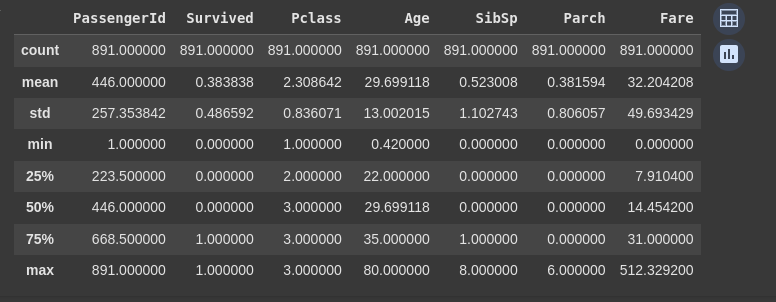 PassengerId Survived Pclass Age SibSp Parch Fare
count 891.000000 891.000000 891.000000 891.000000 891.000000 891.000000 891.000000
mean 446.000000 0.383838 2.308642 29.699118 0.523008 0.381594 32.204208
std 257.353842 0.486592 0.836071 13.002015 1.102743 0.806057 49.693429
min 1.000000 0.000000 1.000000 0.420000 0.000000 0.000000 0.000000
25% 223.500000 0.000000 2.000000 22.000000 0.000000 0.000000 7.910400
50% 446.000000 0.000000 3.000000 29.699118 0.000000 0.000000 14.454200
75% 668.500000 1.000000 3.000000 35.000000 1.000000 0.000000 31.000000
max 891.000000 1.000000 3.000000 80.000000 8.000000 6.000000 512.329200